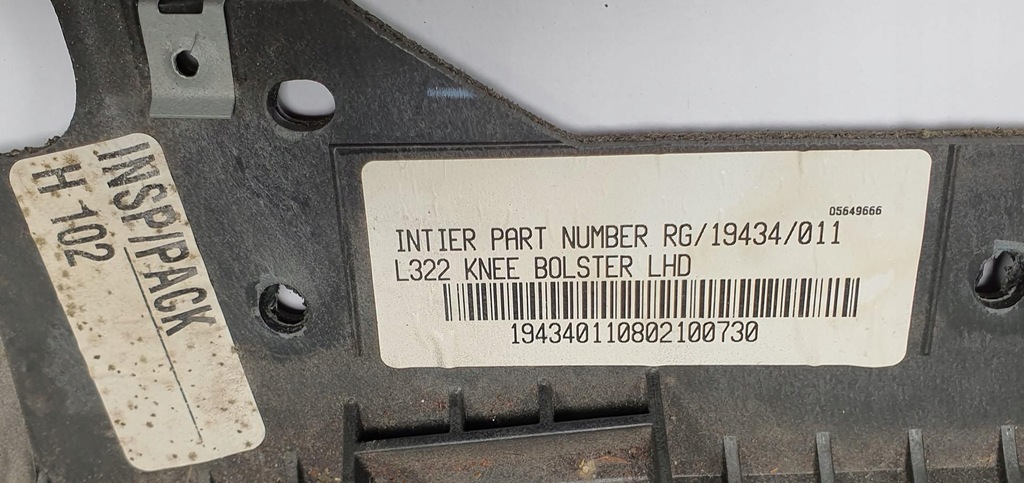 INSP/PACK
H 102
05649666
INTIER PART NUMBER RG/19434/011
L322 KNEE BOLSTER LHD
194340110802100730